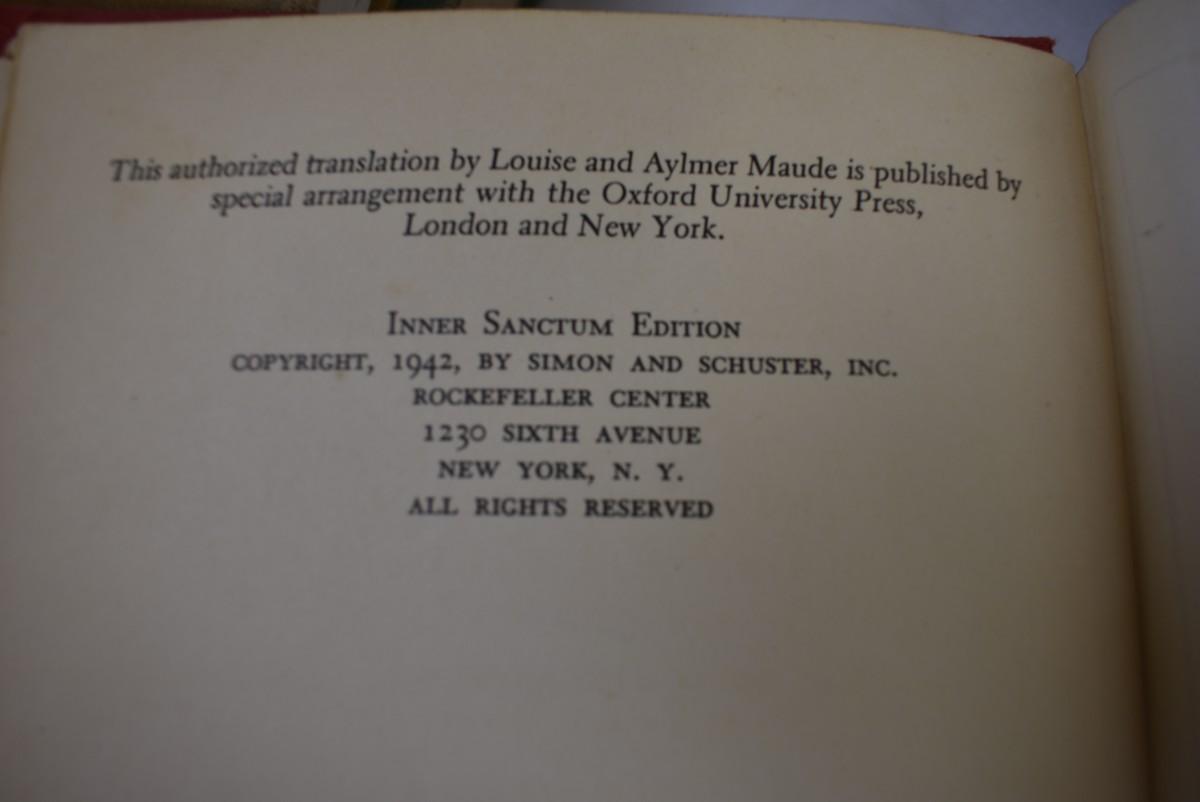 This authorized translation by Louise and Aylmer Maude is published by
special arrangement with the Oxford University Press,
London and New York.
INNER SANCTUM EDITION
COPYRIGHT, 1942, BY SIMON AND SCHUSTER, INC.
ROCKEFELLER CENTER
1230 SIXTH AVENUE
NEW YORK, N. Y.
ALL RIGHTS RESERVED